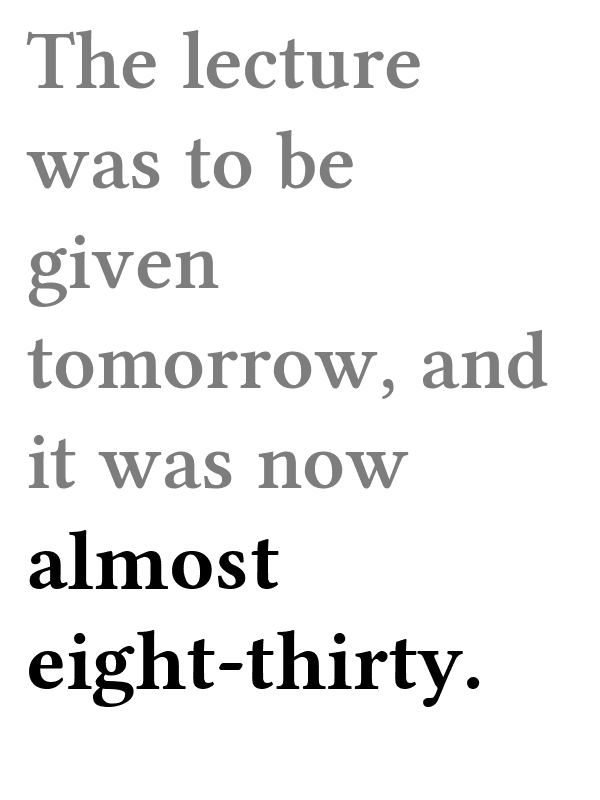 The lecture
was to be
given
tomorrow, and
it was now
almost
eight-thirty.